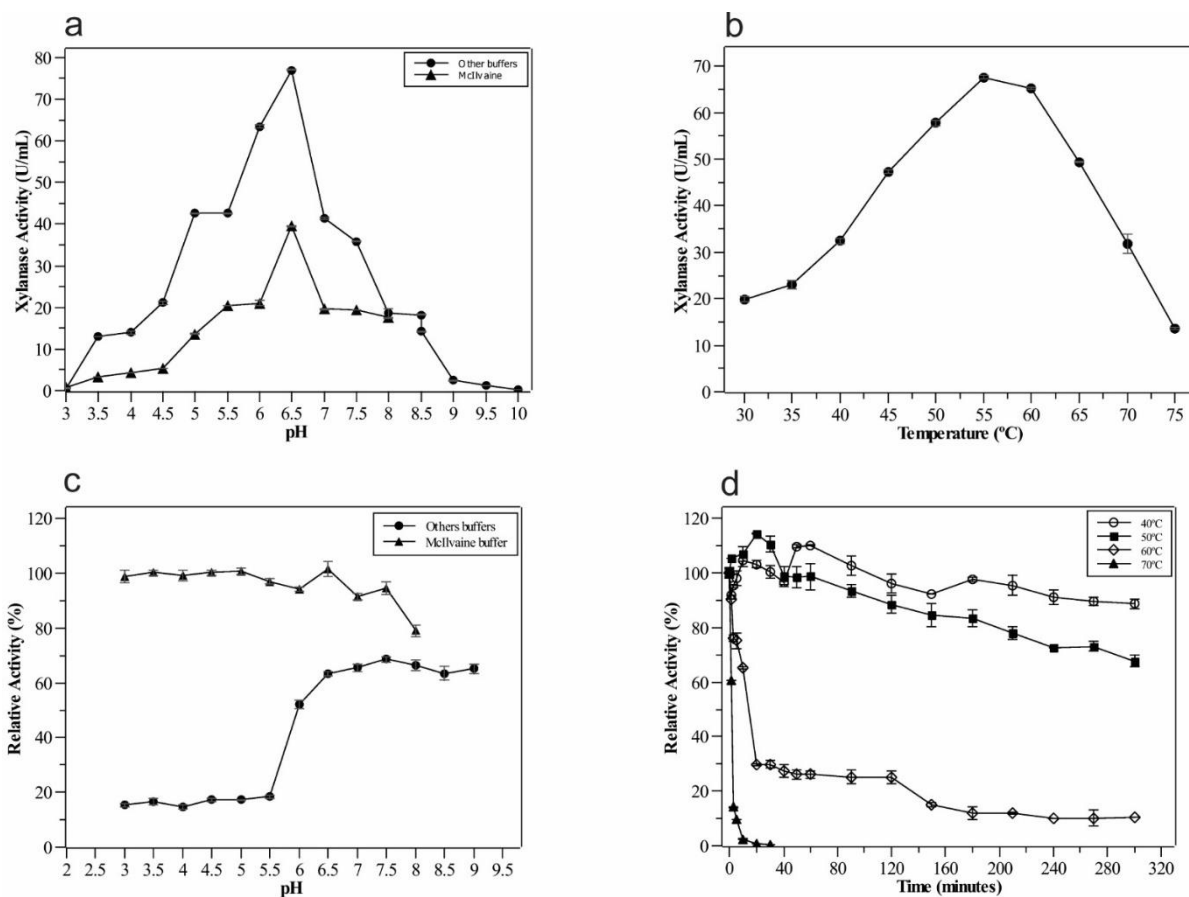 a
80
70
60
50
40
30
20
10
0
Xylanase Activity (U/mL)
Other buffers
McIlvaine
3 3.5 4 4.5 5 5.5 6 6.5 7 7.5 8 8.5 9 9.5 10
pH
b
70
60
50
40
30
20
10
0
Xylanase Activity (U/mL)
30 35 40 45 50 55 60 65 70 75
Temperature (ºC)
c
120
100
80
60
40
20
0
Relative Activity (%)
Others buffers
McIlvaine buffer
2 2.5 3 3.5 4 4.5 5 5.5 6 6.5 7 7.5 8 8.5 9 9.5
pH
d
120
100
80
60
40
20
0
Relative Activity (%)
40ºC
50ºC
60ºC
70ºC
0 40 80 120 160 200 240 280 320
Time (minutes)